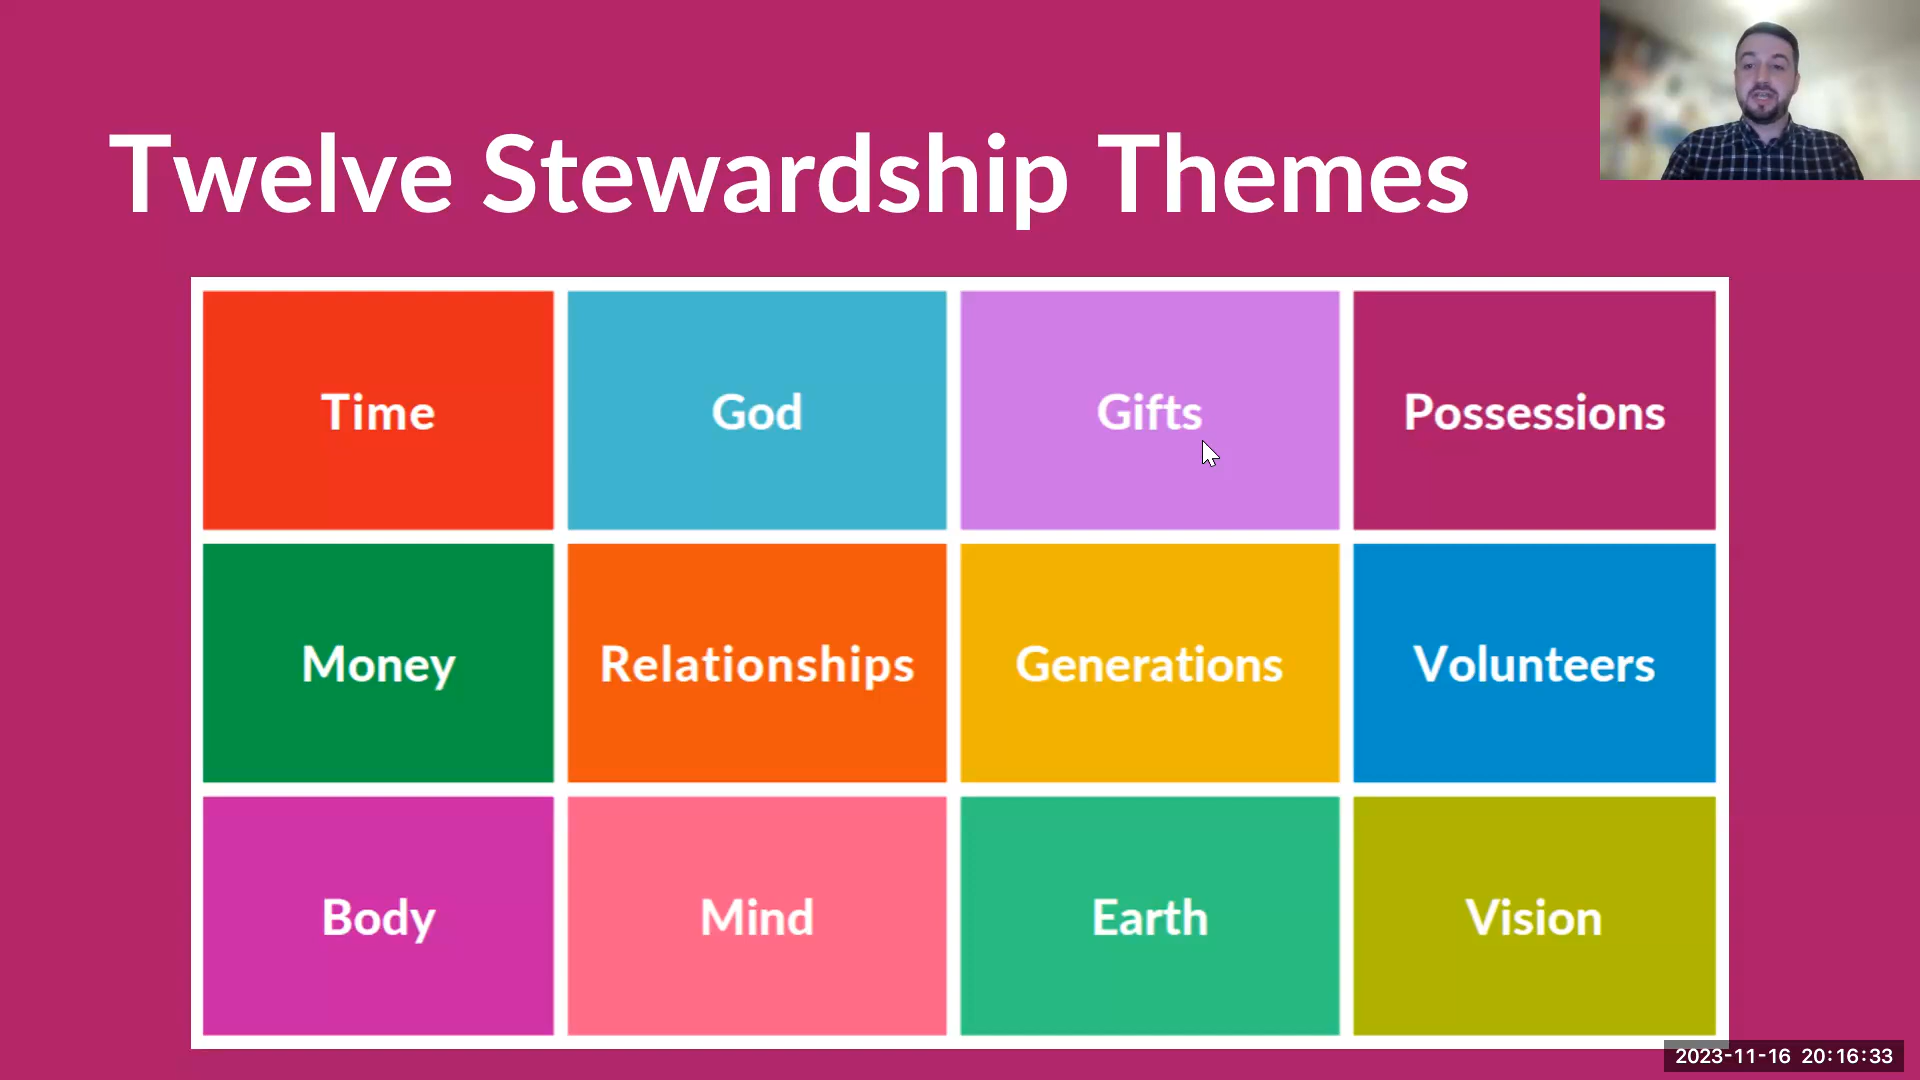 Twelve Stewardship Themes
Time
God
Gifts
Possessions
Money
Relationships
Generations
Volunteers
Body
Mind
Earth
Vision
2023-11-16 20:16:33